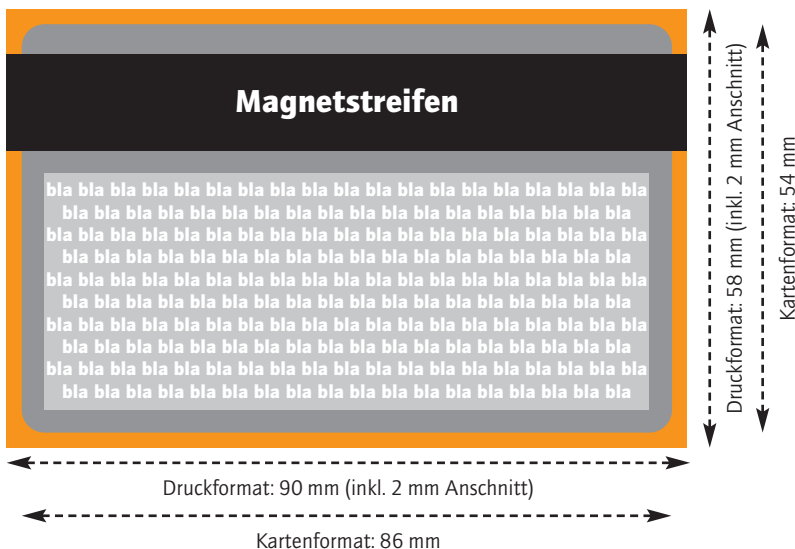 Magnetstreifen
bla bla bla bla bla bla bla bla bla bla bla bla bla bla bla bla bla bla bla
bla bla bla bla bla bla bla bla bla bla bla bla bla bla bla bla bla bla
bla bla bla bla bla bla bla bla bla bla bla bla bla bla bla bla bla bla bla
bla bla bla bla bla bla bla bla bla bla bla bla bla bla bla bla bla bla
bla bla bla bla bla bla bla bla bla bla bla bla bla bla bla bla bla bla bla
bla bla bla bla bla bla bla bla bla bla bla bla bla bla bla bla bla bla
bla bla bla bla bla bla bla bla bla bla bla bla bla bla bla bla bla bla bla
bla bla bla bla bla bla bla bla bla bla bla bla bla bla bla bla bla bla
bla bla bla bla bla bla bla bla bla bla bla bla bla bla bla bla bla bla bla
bla bla bla bla bla bla bla bla bla bla bla bla bla bla bla bla bla bla
Druckformat: 58 mm (inkl. 2 mm Anschnitt)
Kartenformat: 54 mm
Druckformat: 90 mm (inkl. 2 mm Anschnitt)
Kartenformat: 86 mm